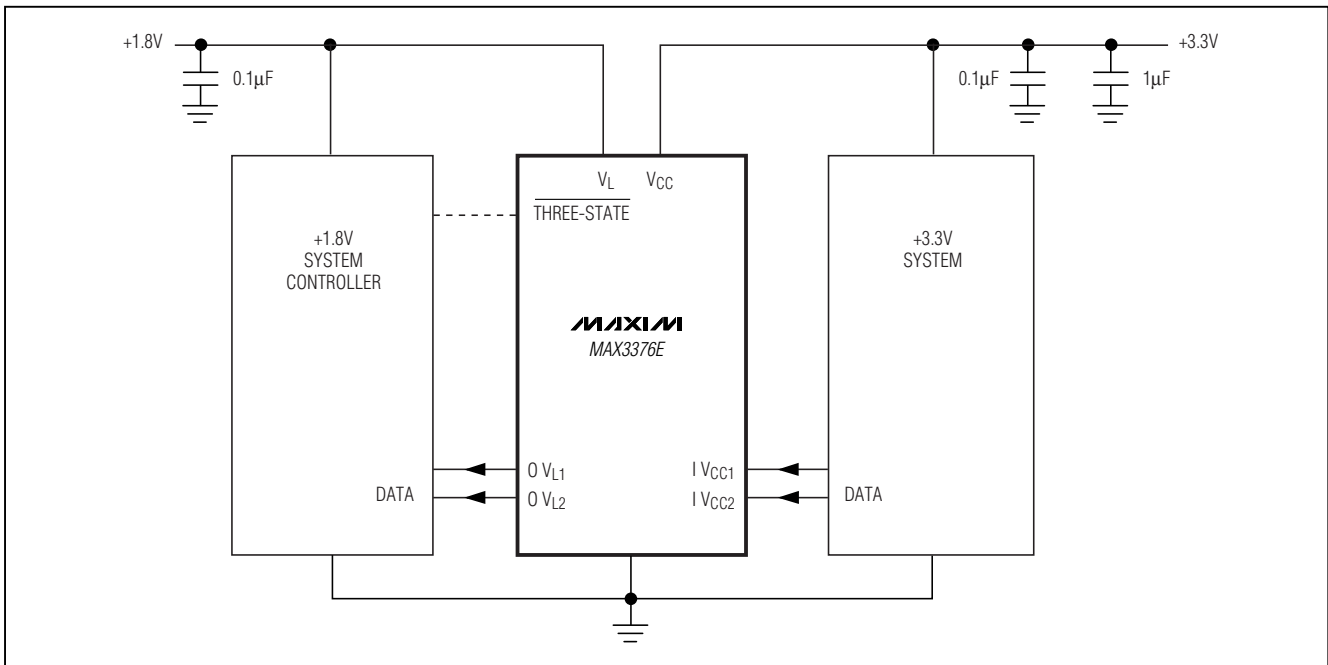 +1.8V
0.1µF
0.1µF
1µF
+3.3V
VL
VCC
THREE-STATE
+1.8V
SYSTEM
CONTROLLER
+3.3V
SYSTEM
MAXIM
MAX3376E
O VL1
I VCC1
DATA
O VL2
I VCC2
DATA